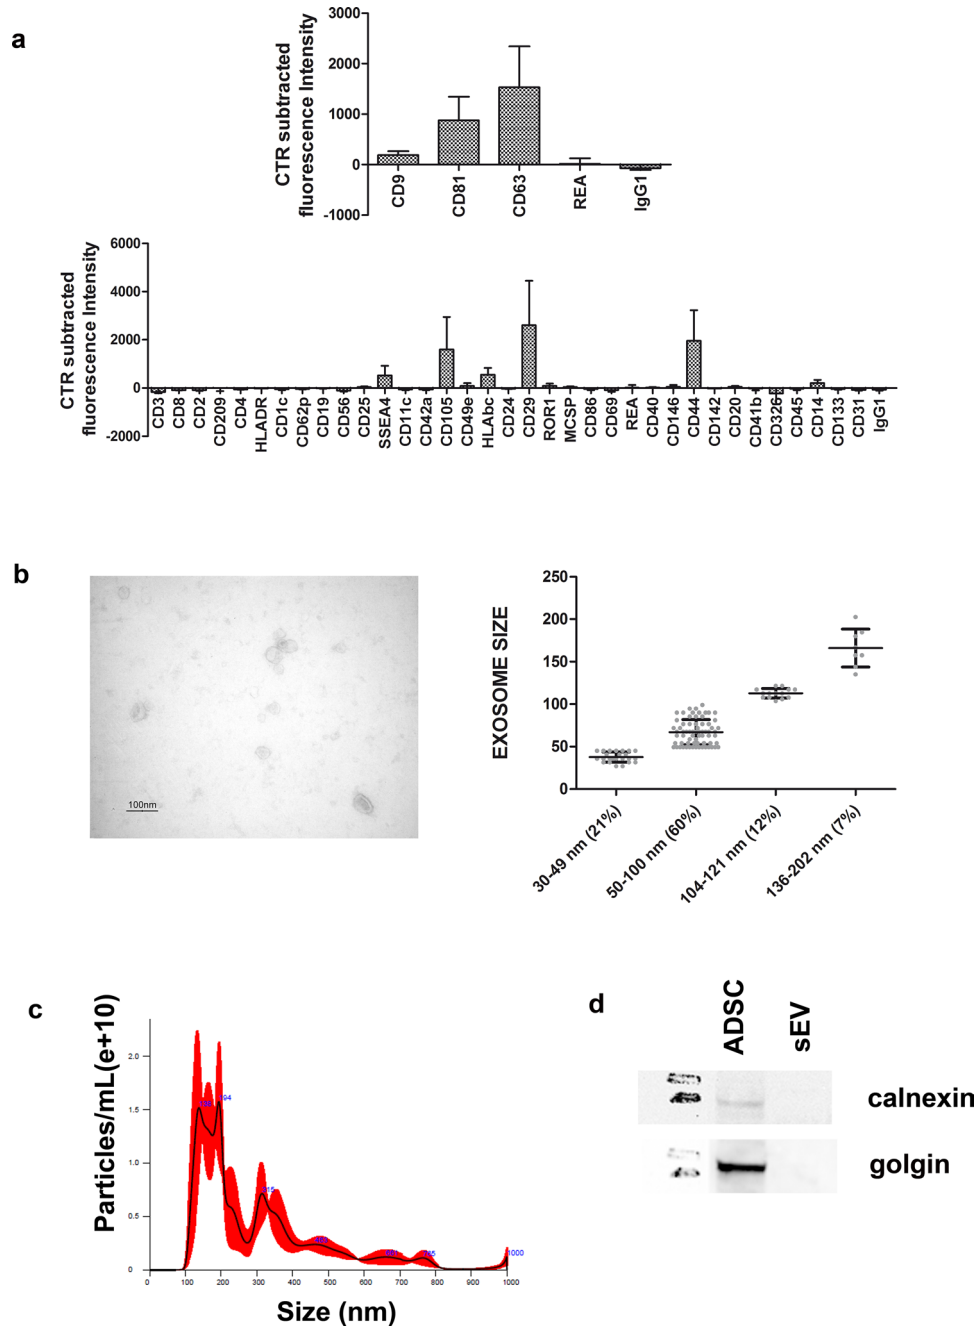 a
CTR subtracted
fluorescence Intensity
3000
2000
1000
0
-1000
CD9
CD81
CD63
REA
IgG1
CTR subtracted
fluorescence Intensity
6000
4000
2000
0
-2000
CD3
CD8
CD2
CD209
CD4
HLADR
CD1c
CD62p
CD19
CD56
CD25
SSEA4
CD11c
CD42a
CD105
CD49e
HLAbc
CD24
CD29
ROR1
MCSP
CD86
CD69
REA
CD40
CD146
CD44
CD142
CD20
CD41b
CD326
CD45
CD14
CD133
CD31
IgG1
b
100nm
EXOSOME SIZE
250
200
150
100
50
0
30-49 nm (21%)
50-100 nm (60%)
104-121 nm (12%)
136-202 nm (7%)
c
Particles/mL(e+10)
2.0
1.5
1.0
0.5
0
0
100
200
300
400
500
600
700
800
900
1000
1000
Size (nm)
d
ADSC
sEV
calnexin
golgin